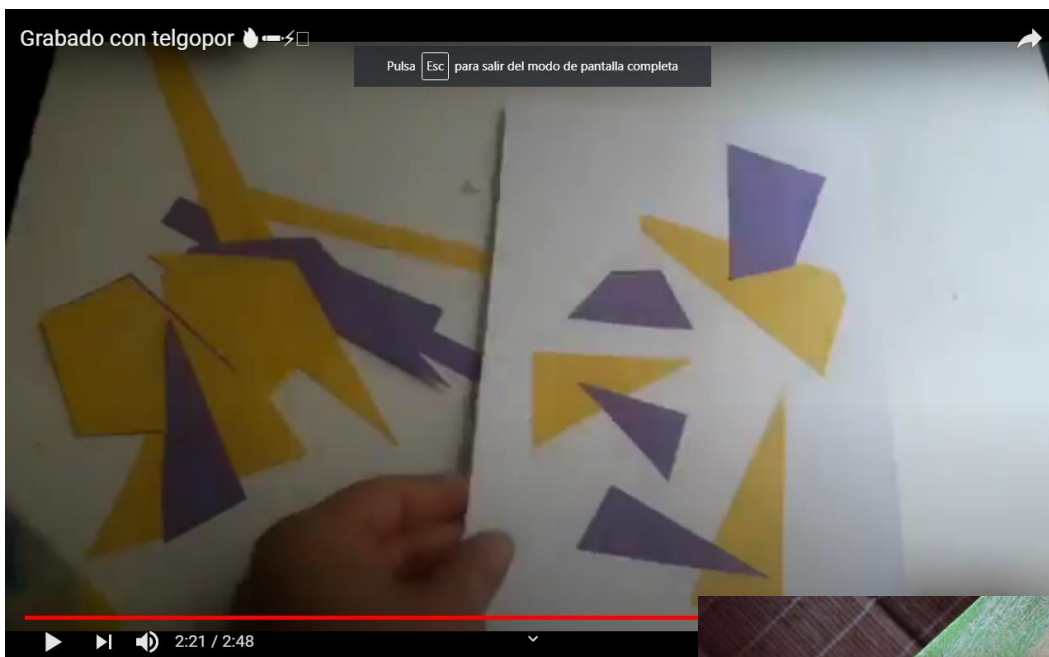 Grabado con telgopor
Pulsa Esc para salir del modo de pantalla completa
2:21 / 2:48